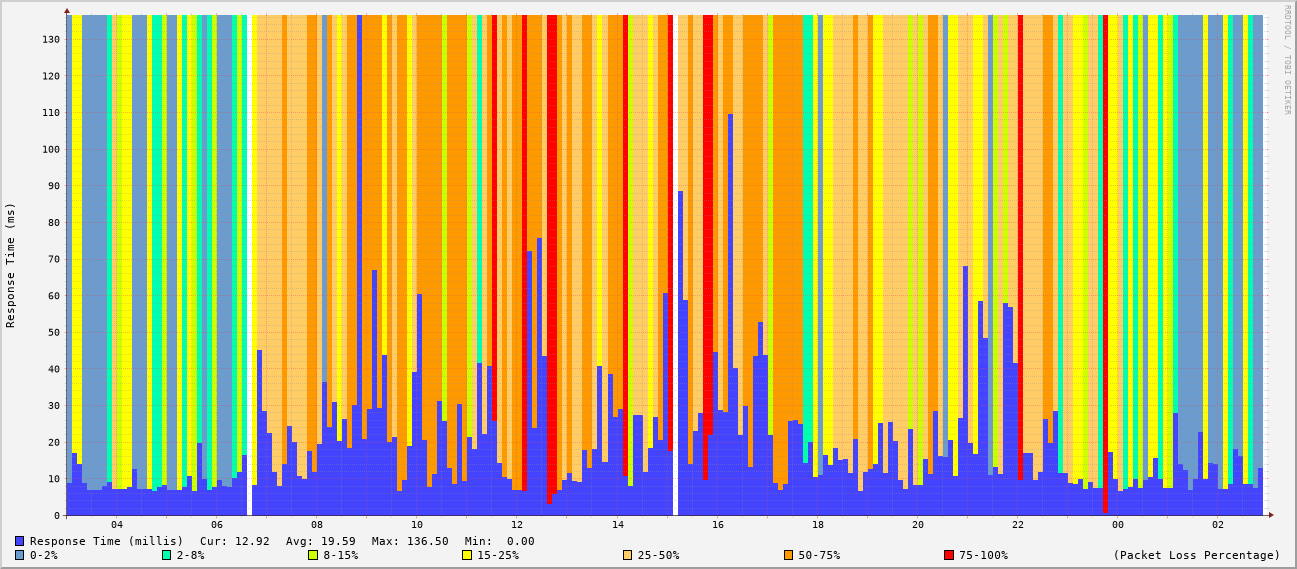 RRDTOOL / TOBI OETIKER
Response Time (ms)
130
120
110
100
90
80
70
60
50
40
30
20
10
0
04 06 08 10 12 14 16 18 20 22 00 02
Response Time (millis) Cur: 12.92 Avg: 19.59 Max: 136.50 Min: 0.00
0-2% 2-8% 8-15% 15-25% 25-50% 50-75% 75-100% (Packet Loss Percentage)